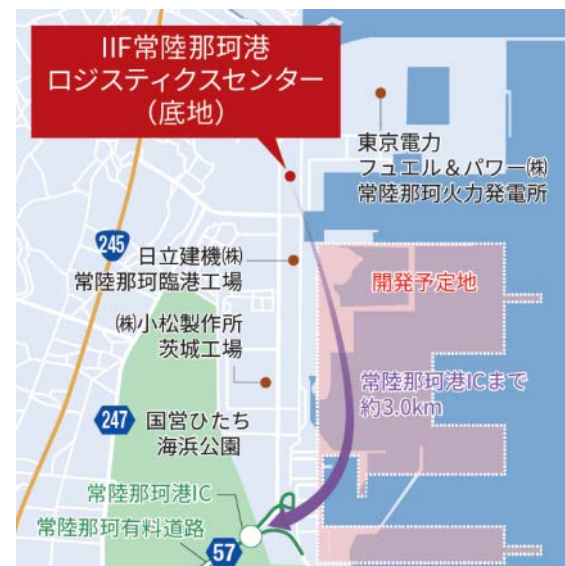 IIF常陸那珂港
ロジスティクスセンター
(底地)
東京電力
フュエル&パワー㈱
常陸那珂火力発電所
245
日立建機㈱
常陸那珂臨港工場
開発予定地
㈱小松製作所
茨城工場
常陸那珂港ICまで
約3.0km
247
国営ひたち
海浜公園
常陸那珂港IC
常陸那珂有料道路
57